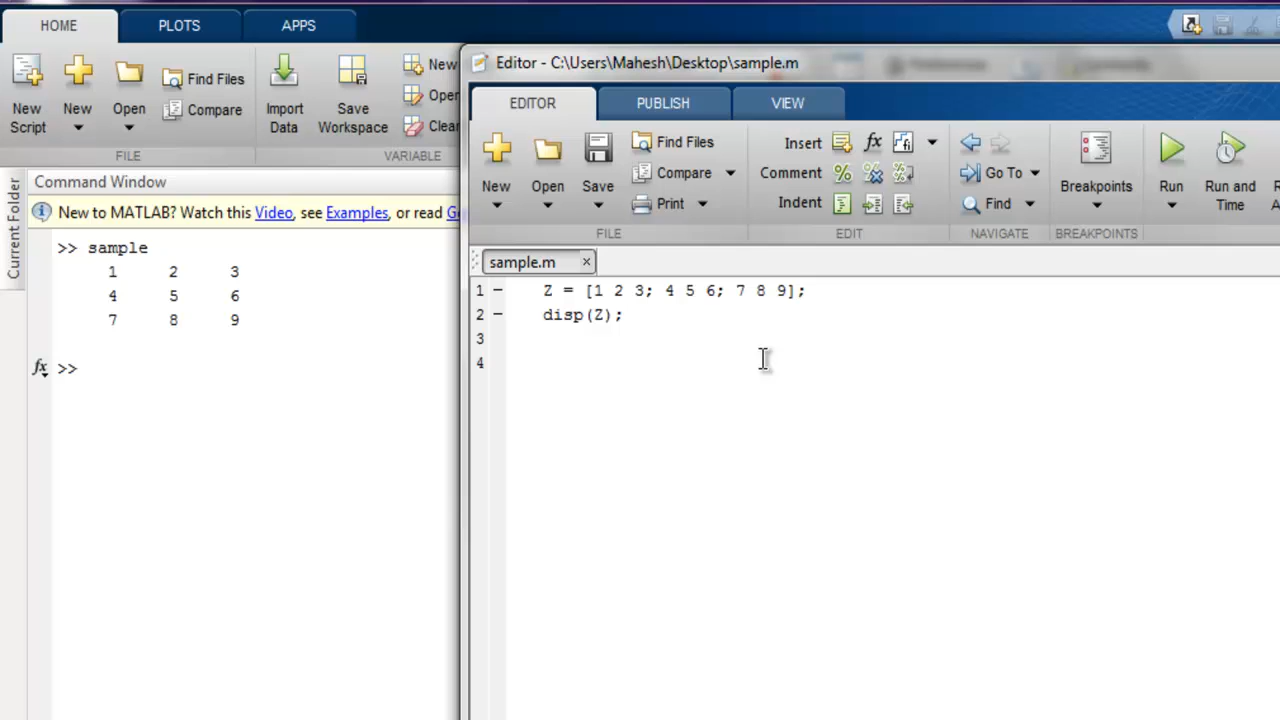 HOME PLOTS APPS
New Script
New
Open
Find Files
Compare
FILE
Import Data
Save Workspace
New
Open
Clear
VARIABLE
Current Folder
Command Window
New to MATLAB? Watch this Video, see Examples, or read
>> sample
1 2 3
4 5 6
7 8 9
fx >>
Editor - C:\Users\Mahesh\Desktop\sample.m
EDITOR PUBLISH VIEW
New
Open
Save
Find Files
Compare
Print
FILE
Insert fx
Comment %
Indent
EDIT
Go To
Find
NAVIGATE
Breakpoints
BREAKPOINTS
Run
Run and Time
sample.m ×
1 – Z = [1 2 3; 4 5 6; 7 8 9];
2 – disp(Z);
3
4